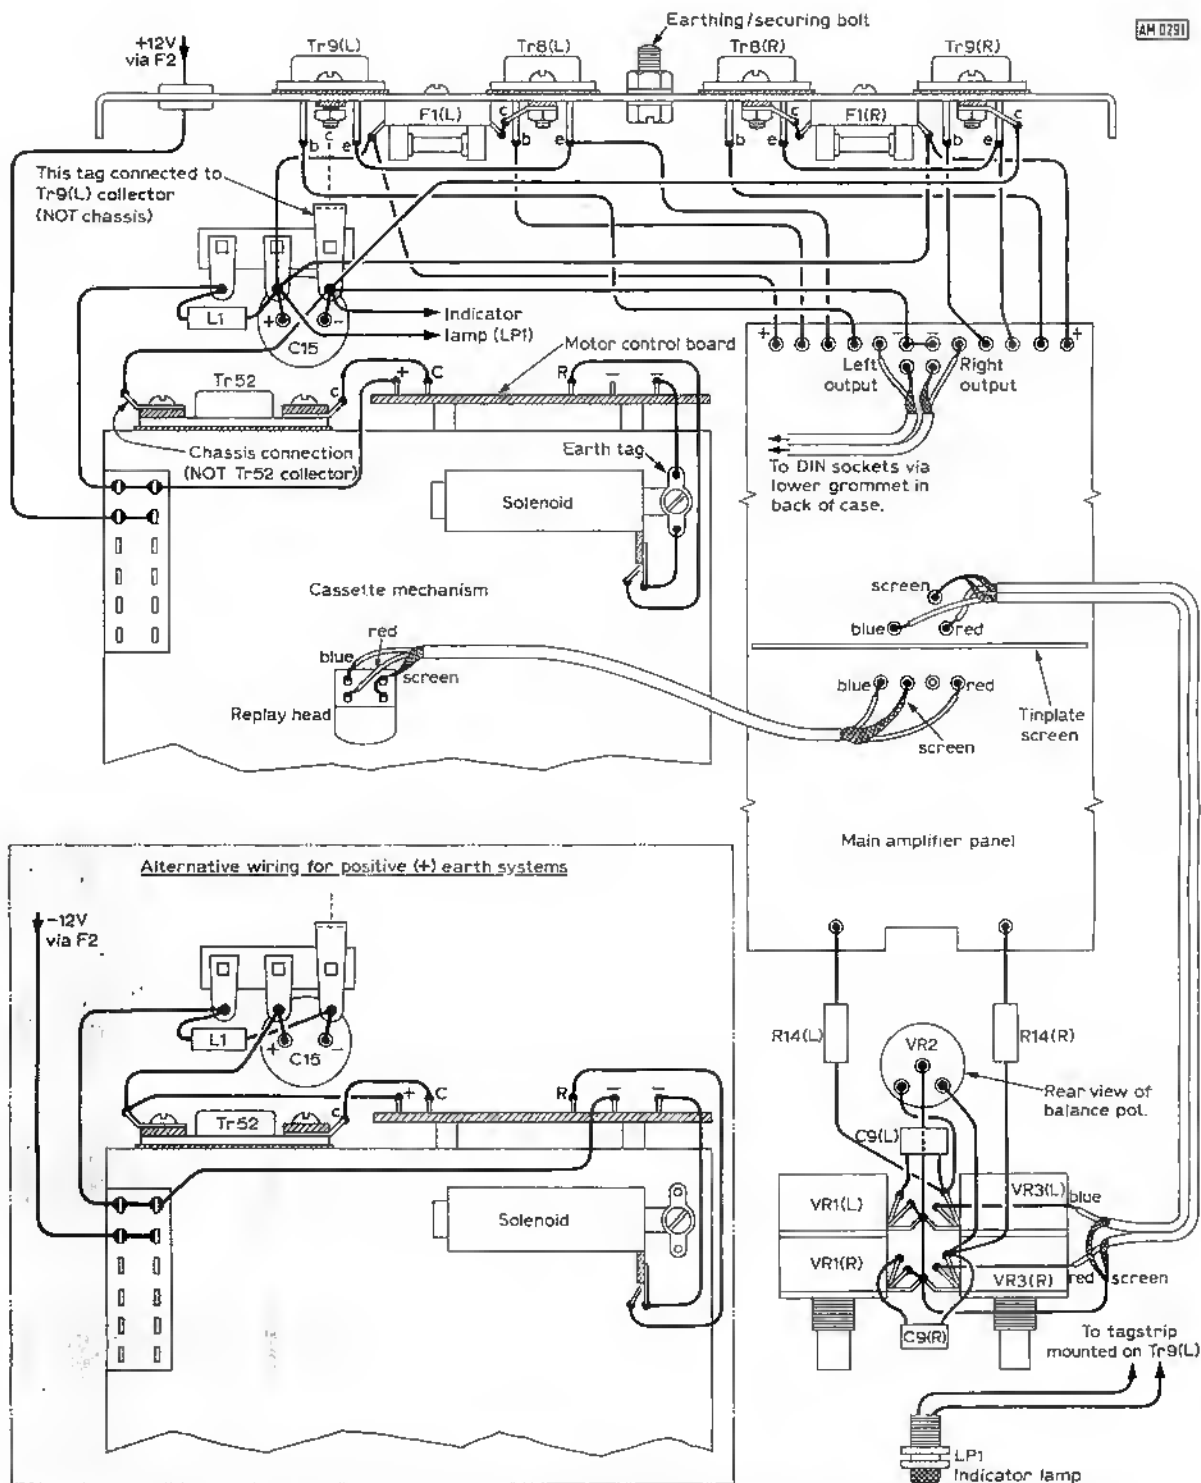 Earthing/securing bolt
AM 0291
+12V
via F2
Tr9(L)
Tr8(L)
Tr8(R)
Tr9(R)
F1(L)
F1(R)
c
c
c
c
b
e
b
e
b
e
b
e
This tag connected to
Tr9(L) collector
(NOT chassis)
L1
+
-
C15
Indicator
lamp (LP1)
Motor control board
Tr52
c
+
C
R
-
-
Chassis connection
(NOT Tr52 collector)
Earth tag
Solenoid
Cassette mechanism
red
blue
screen
Replay head
+
-
-
+
Left
output
Right
output
To DIN sockets via
lower grommet in
back of case.
screen
blue
red
blue
red
screen
Tinplate
screen
Main amplifier panel
Alternative wiring for positive (+) earth systems
-12V
via F2
L1
+
-
C15
Tr52
c
+
C
R
-
-
Solenoid
R14(L)
R14(R)
VR2
Rear view of
balance pot.
C9(L)
VR1(L)
VR3(L)
blue
VR1(R)
VR3(R)
red
screen
C9(R)
To tagstrip
mounted on Tr9(L)
LP1
Indicator lamp